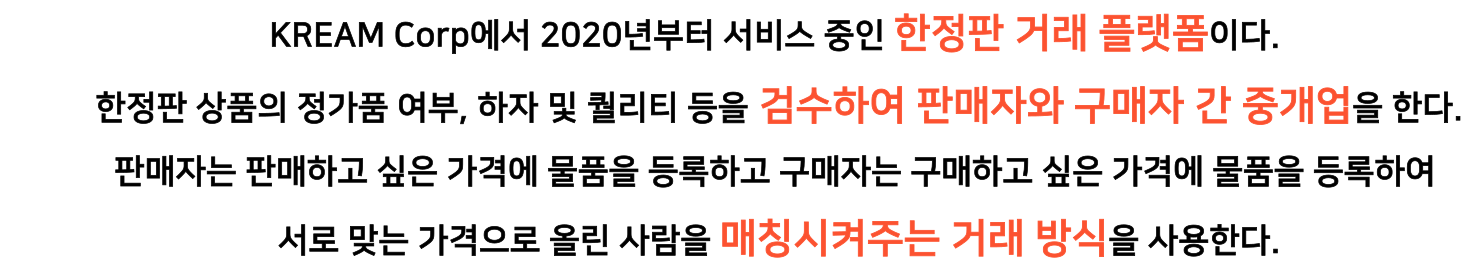 KREAM Corp에서 2020년부터 서비스 중인 한정판 거래 플랫폼이다.
한정판 상품의 정가품 여부, 하자 및 퀄리티 등을 검수하여 판매자와 구매자 간 중개업을 한다.
판매자는 판매하고 싶은 가격에 물품을 등록하고 구매자는 구매하고 싶은 가격에 물품을 등록하여
서로 맞는 가격으로 올린 사람을 매칭시켜주는 거래 방식을 사용한다.